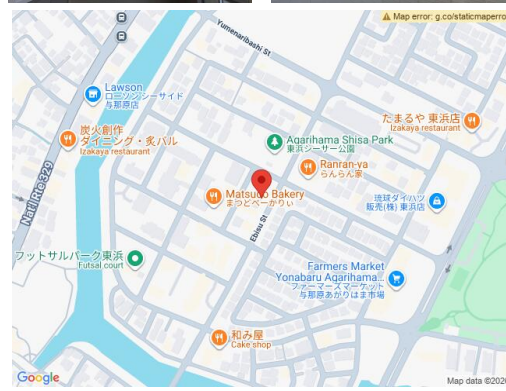 Map error: g.co/staticmaperro
Yumenaribashi St
Lawson
ローソン シーサイド
与那原店
たまるや 東浜店
Izakaya restaurant
炭火創作
ダイニング・炙バル
Izakaya restaurant
Agarihama Shisa Park
東浜シーサー公園
Ranran-ya
らんらん家
Nat'l Rte 329
Matsudo Bakery
まつどべーかりぃ
琉球ダイハツ
販売(株) 東浜店
Ebisu St
フットサルパーク東浜
Futsal court
Farmers Market
Yonabaru Agarihama...
ファーマーズマーケット
与那原あがりはま市場
和み屋
Cake shop
Google
Map data ©2026